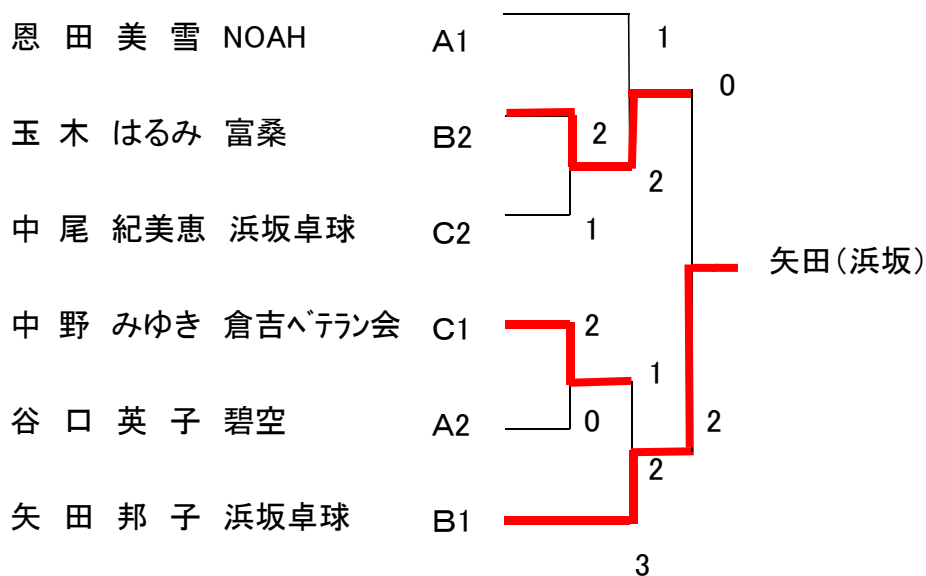 恩 田 美 雪 NOAH A1 1
0
玉 木 はるみ 富桑 B2 2
2
中 尾 紀美恵 浜坂卓球 C2 1
矢田(浜坂)
中 野 みゆき 倉吉ベテラン会 C1 2
1
谷 口 英 子 碧空 A2 0 2
2
矢 田 邦 子 浜坂卓球 B1
3